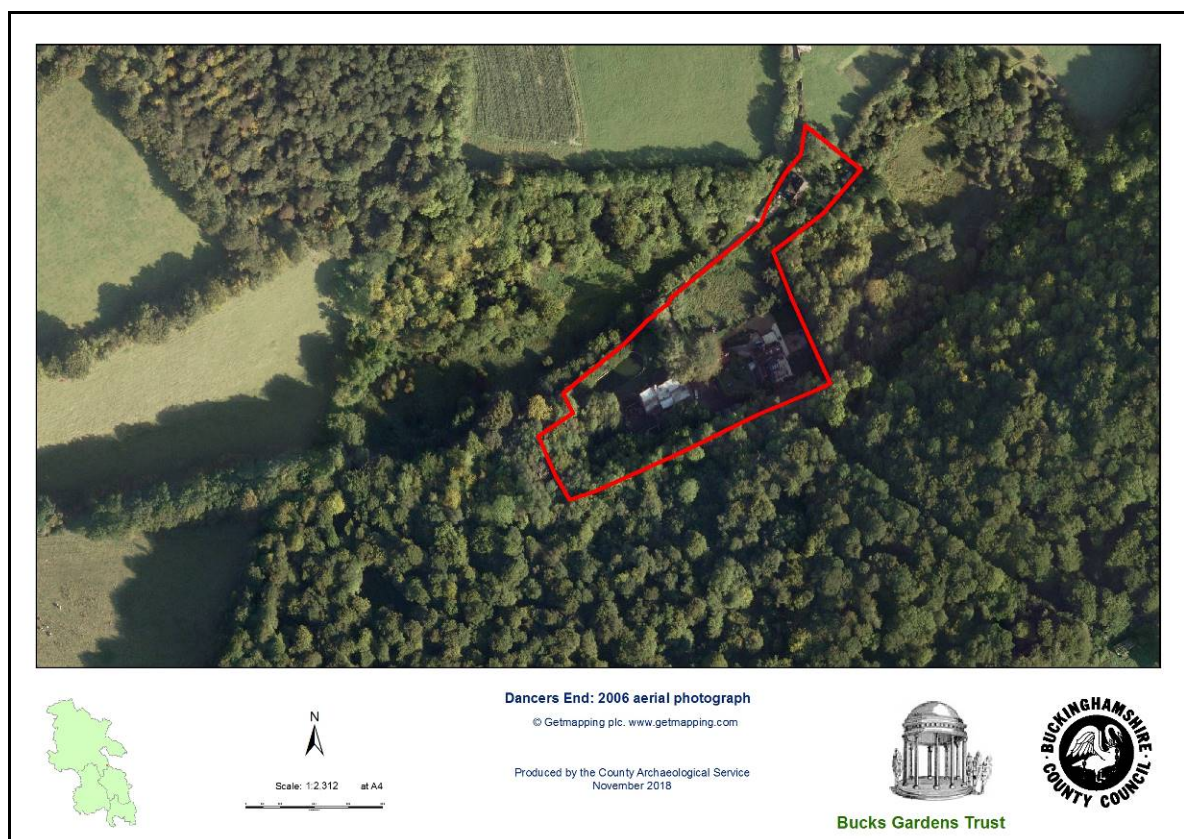 Dancers End: 2006 aerial photograph
© Getmapping plc. www.getmapping.com
N
Scale: 1:2,312 at A4
Produced by the County Archaeological Service
November 2018
Bucks Gardens Trust
BUCKINGHAMSHIRE
COUNTY COUNCIL